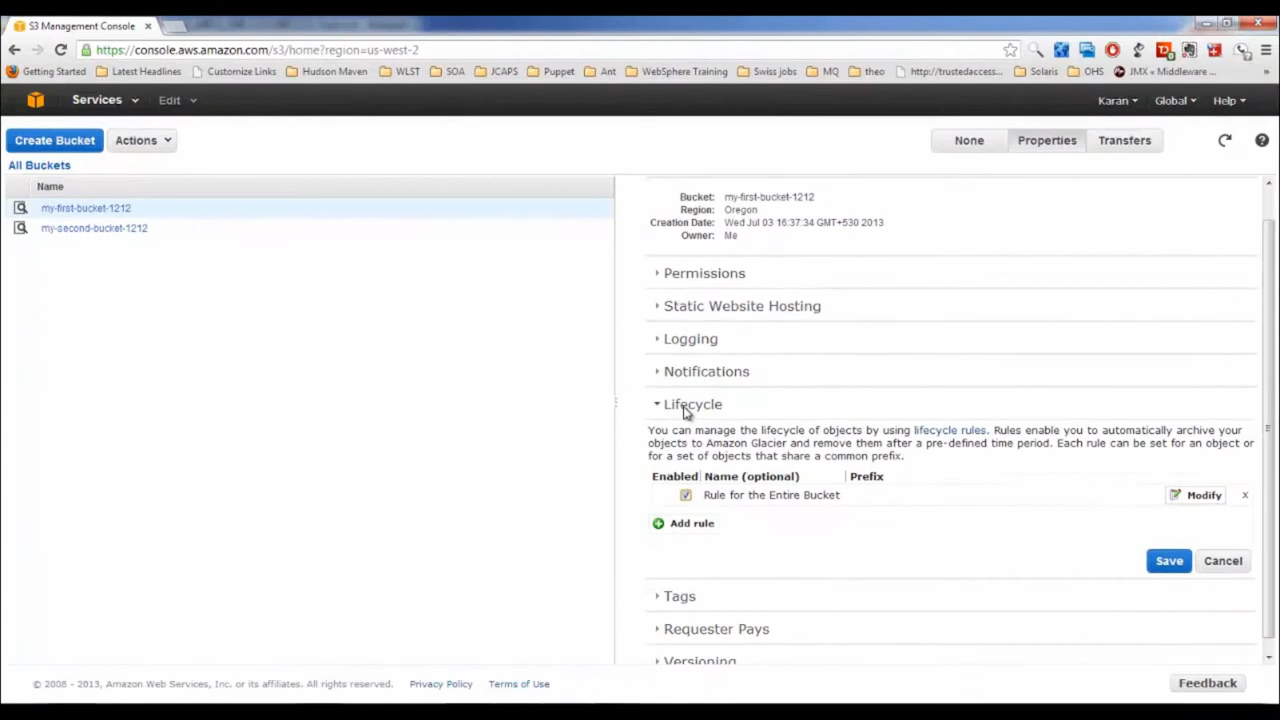 S3 Management Console
https://console.aws.amazon.com/s3/home?region=us-west-2
Getting Started Latest Headlines Customize Links Hudson Maven WLST SOA JCAPS Puppet Ant WebSphere Training Swiss jobs MQ theo http://trustedaccess... Solaris OHS JMX « Middleware ... »
Services Edit Karan Global Help
Create Bucket Actions None Properties Transfers
All Buckets
Name
my-first-bucket-1212
my-second-bucket-1212
Bucket: my-first-bucket-1212
Region: Oregon
Creation Date: Wed Jul 03 16:37:34 GMT+530 2013
Owner: Me
Permissions
Static Website Hosting
Logging
Notifications
Lifecycle
You can manage the lifecycle of objects by using lifecycle rules. Rules enable you to automatically archive your
objects to Amazon Glacier and remove them after a pre-defined time period. Each rule can be set for an object or
for a set of objects that share a common prefix.
Enabled Name (optional) Prefix
Rule for the Entire Bucket Modify x
Add rule
Save Cancel
Tags
Requester Pays
Versioning
© 2008 - 2013, Amazon Web Services, Inc. or its affiliates. All rights reserved. Privacy Policy Terms of Use Feedback